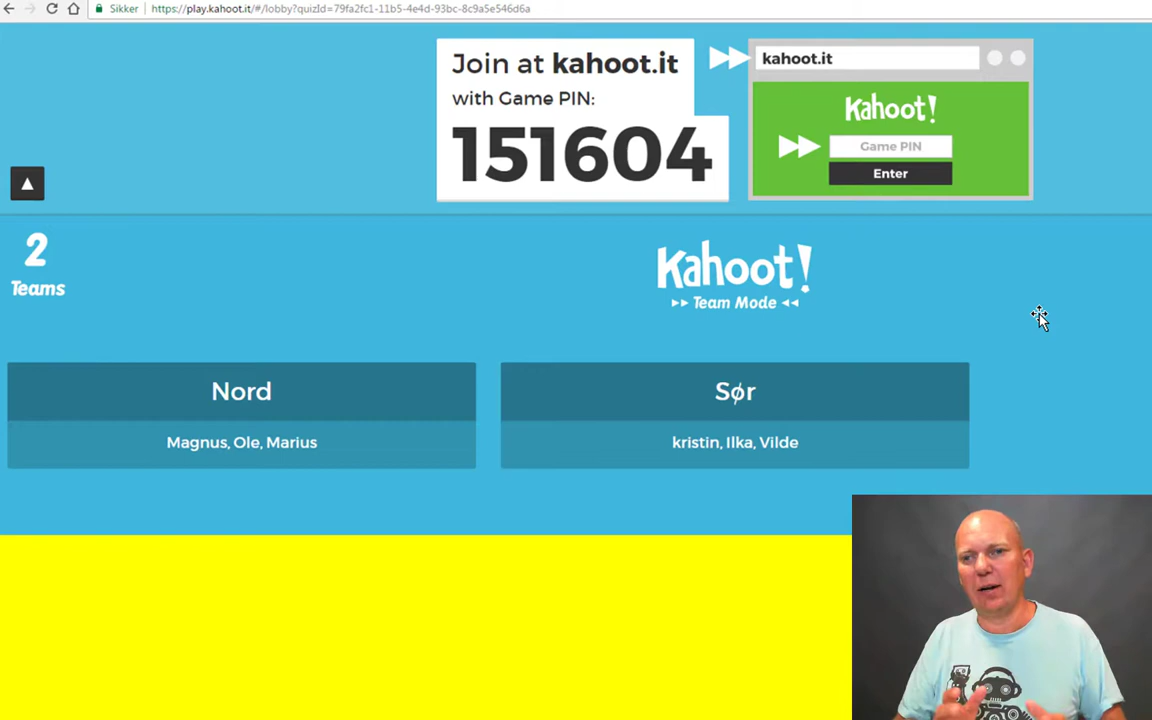 Sikker https://play.kahoot.it/#/lobby?quizId=79fa2fc1-11b5-4e4d-93bc-8c9a5e546d6a
Join at kahoot.it
with Game PIN:
151604
kahoot.it
Kahoot!
Game PIN
Enter
2
Teams
Kahoot!
Team Mode
Nord
Magnus, Ole, Marius
Sør
kristin, Ilka, Vilde